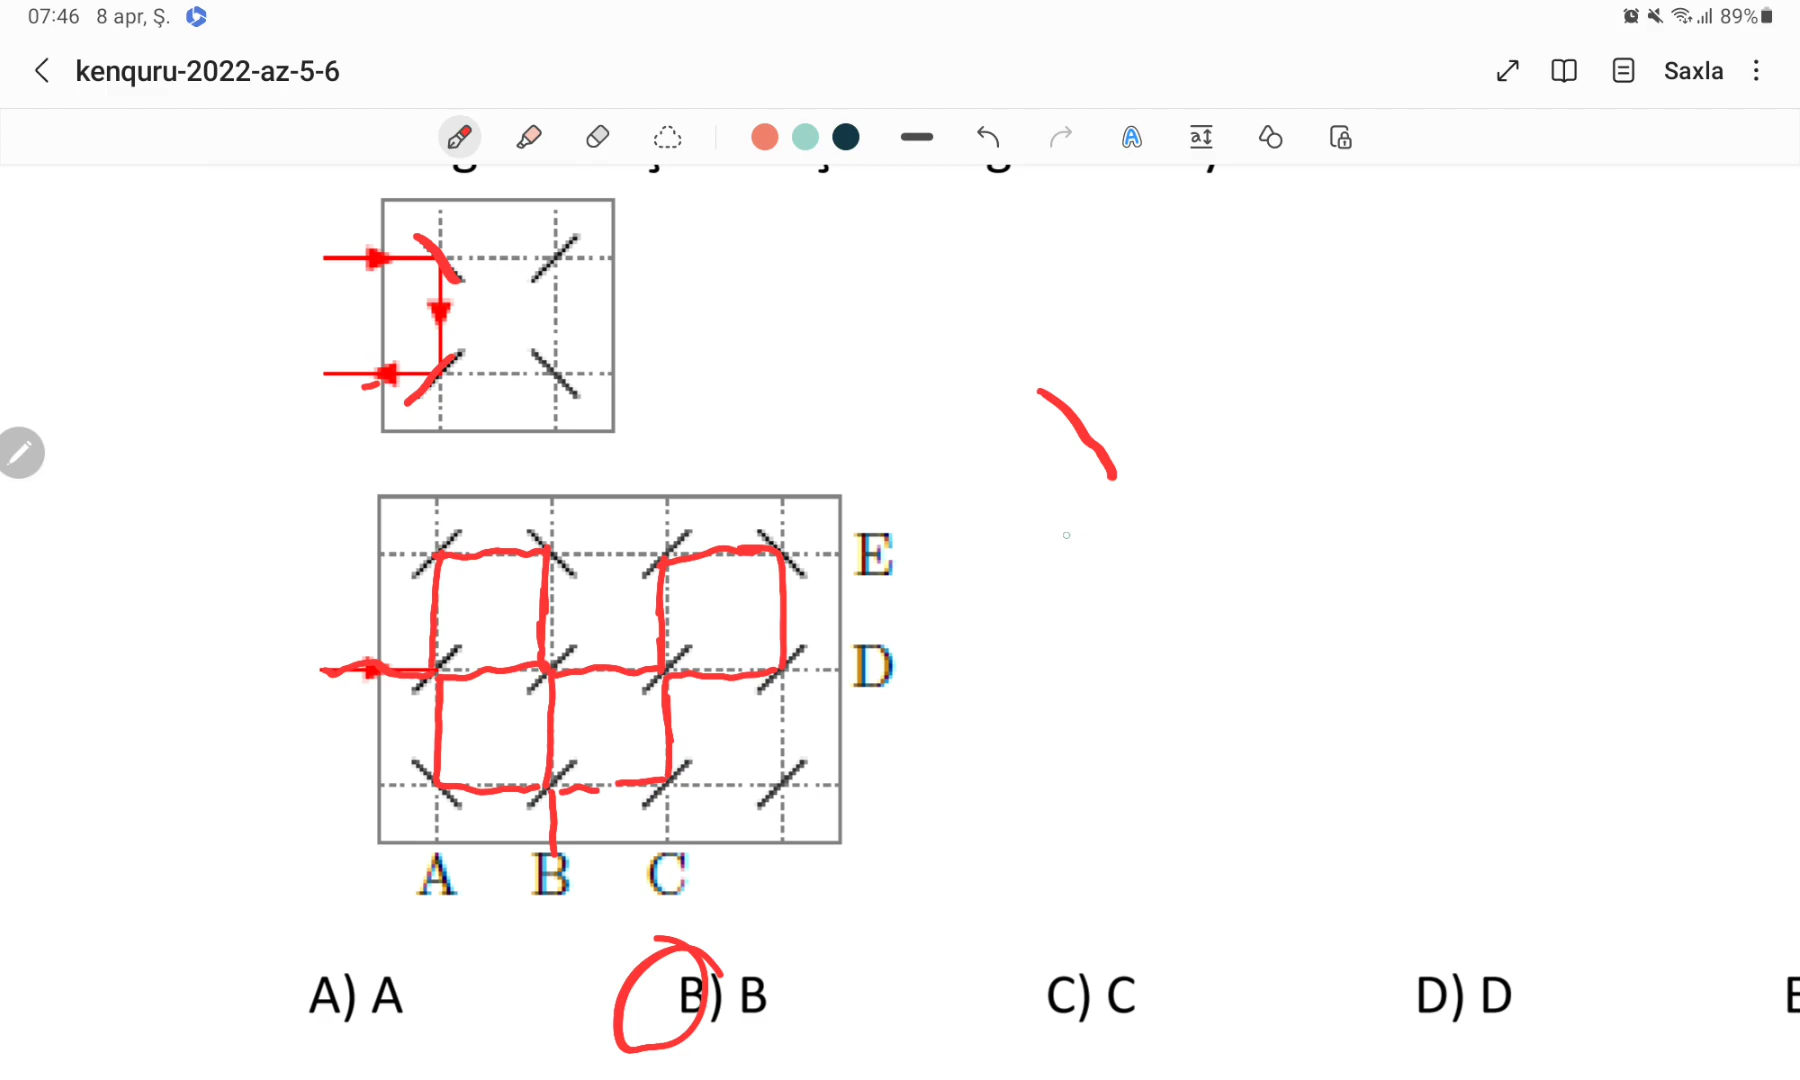 07:46 8 apr, Ş. 89%
kenquru-2022-az-5-6 Saxla
E
D
A B C
A) A B) B C) C D) D